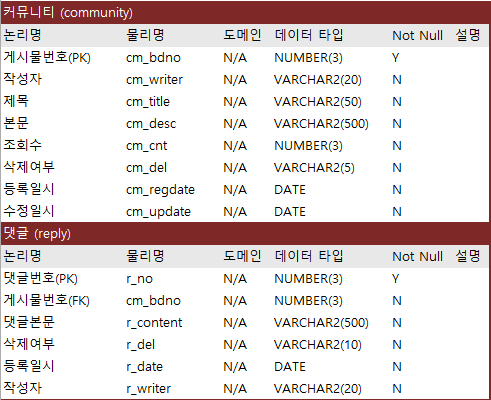 커뮤니티 (community)
논리명 물리명 도메인 데이터 타입 Not Null 설명
게시물번호(PK) cm_bdno N/A NUMBER(3) Y
작성자 cm_writer N/A VARCHAR2(20) N
제목 cm_title N/A VARCHAR2(50) N
본문 cm_desc N/A VARCHAR2(500) N
조회수 cm_cnt N/A NUMBER(3) N
삭제여부 cm_del N/A VARCHAR2(5) N
등록일시 cm_regdate N/A DATE N
수정일시 cm_update N/A DATE N
댓글 (reply)
논리명 물리명 도메인 데이터 타입 Not Null 설명
댓글번호(PK) r_no N/A NUMBER(3) Y
게시물번호(FK) cm_bdno N/A NUMBER(3) N
댓글본문 r_content N/A VARCHAR2(500) N
삭제여부 r_del N/A VARCHAR2(10) N
등록일시 r_date N/A DATE N
작성자 r_writer N/A VARCHAR2(20) N